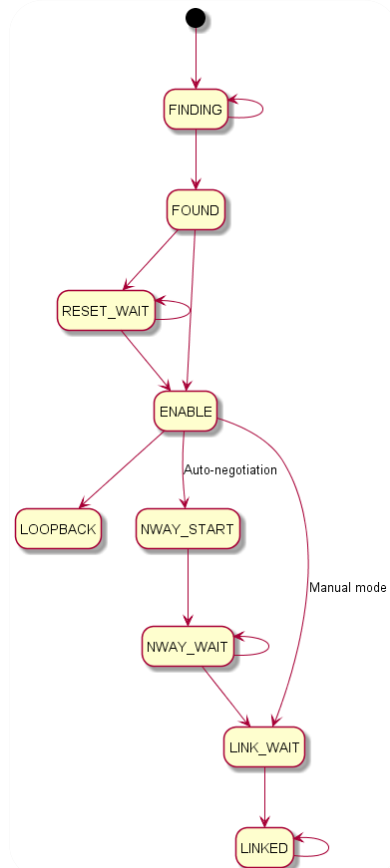 FINDING
FOUND
RESET_WAIT
ENABLE
Auto-negotiation
LOOPBACK
NWAY_START
Manual mode
NWAY_WAIT
LINK_WAIT
LINKED